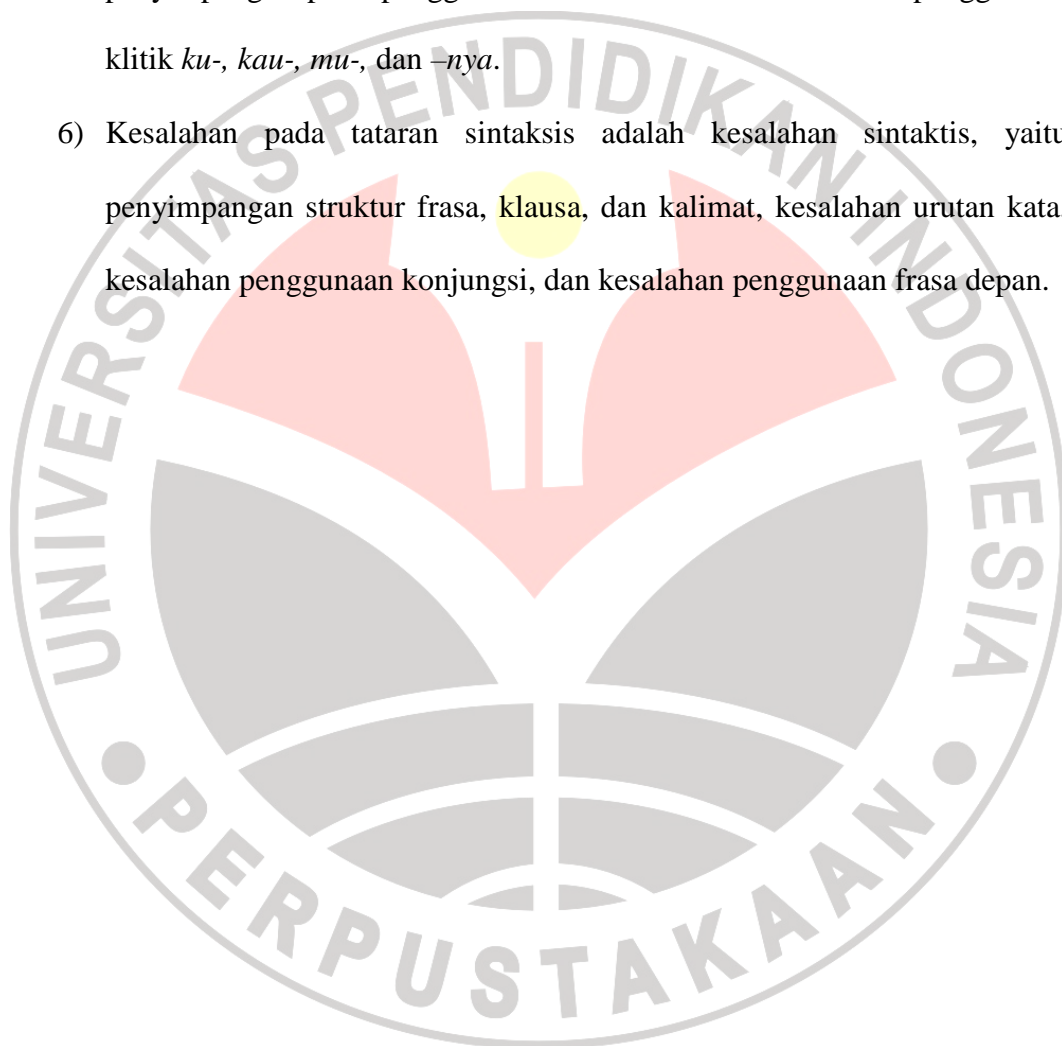 klitik ku-, kau-, mu-, dan –nya.
6) Kesalahan pada tataran sintaksis adalah kesalahan sintaktis, yaitu
penyimpangan struktur frasa, klausa, dan kalimat, kesalahan urutan kata
kesalahan penggunaan konjungsi, dan kesalahan penggunaan frasa depan.
UNIVERSITAS PENDIDIKAN INDONESIA
PERPUSTAKAAN